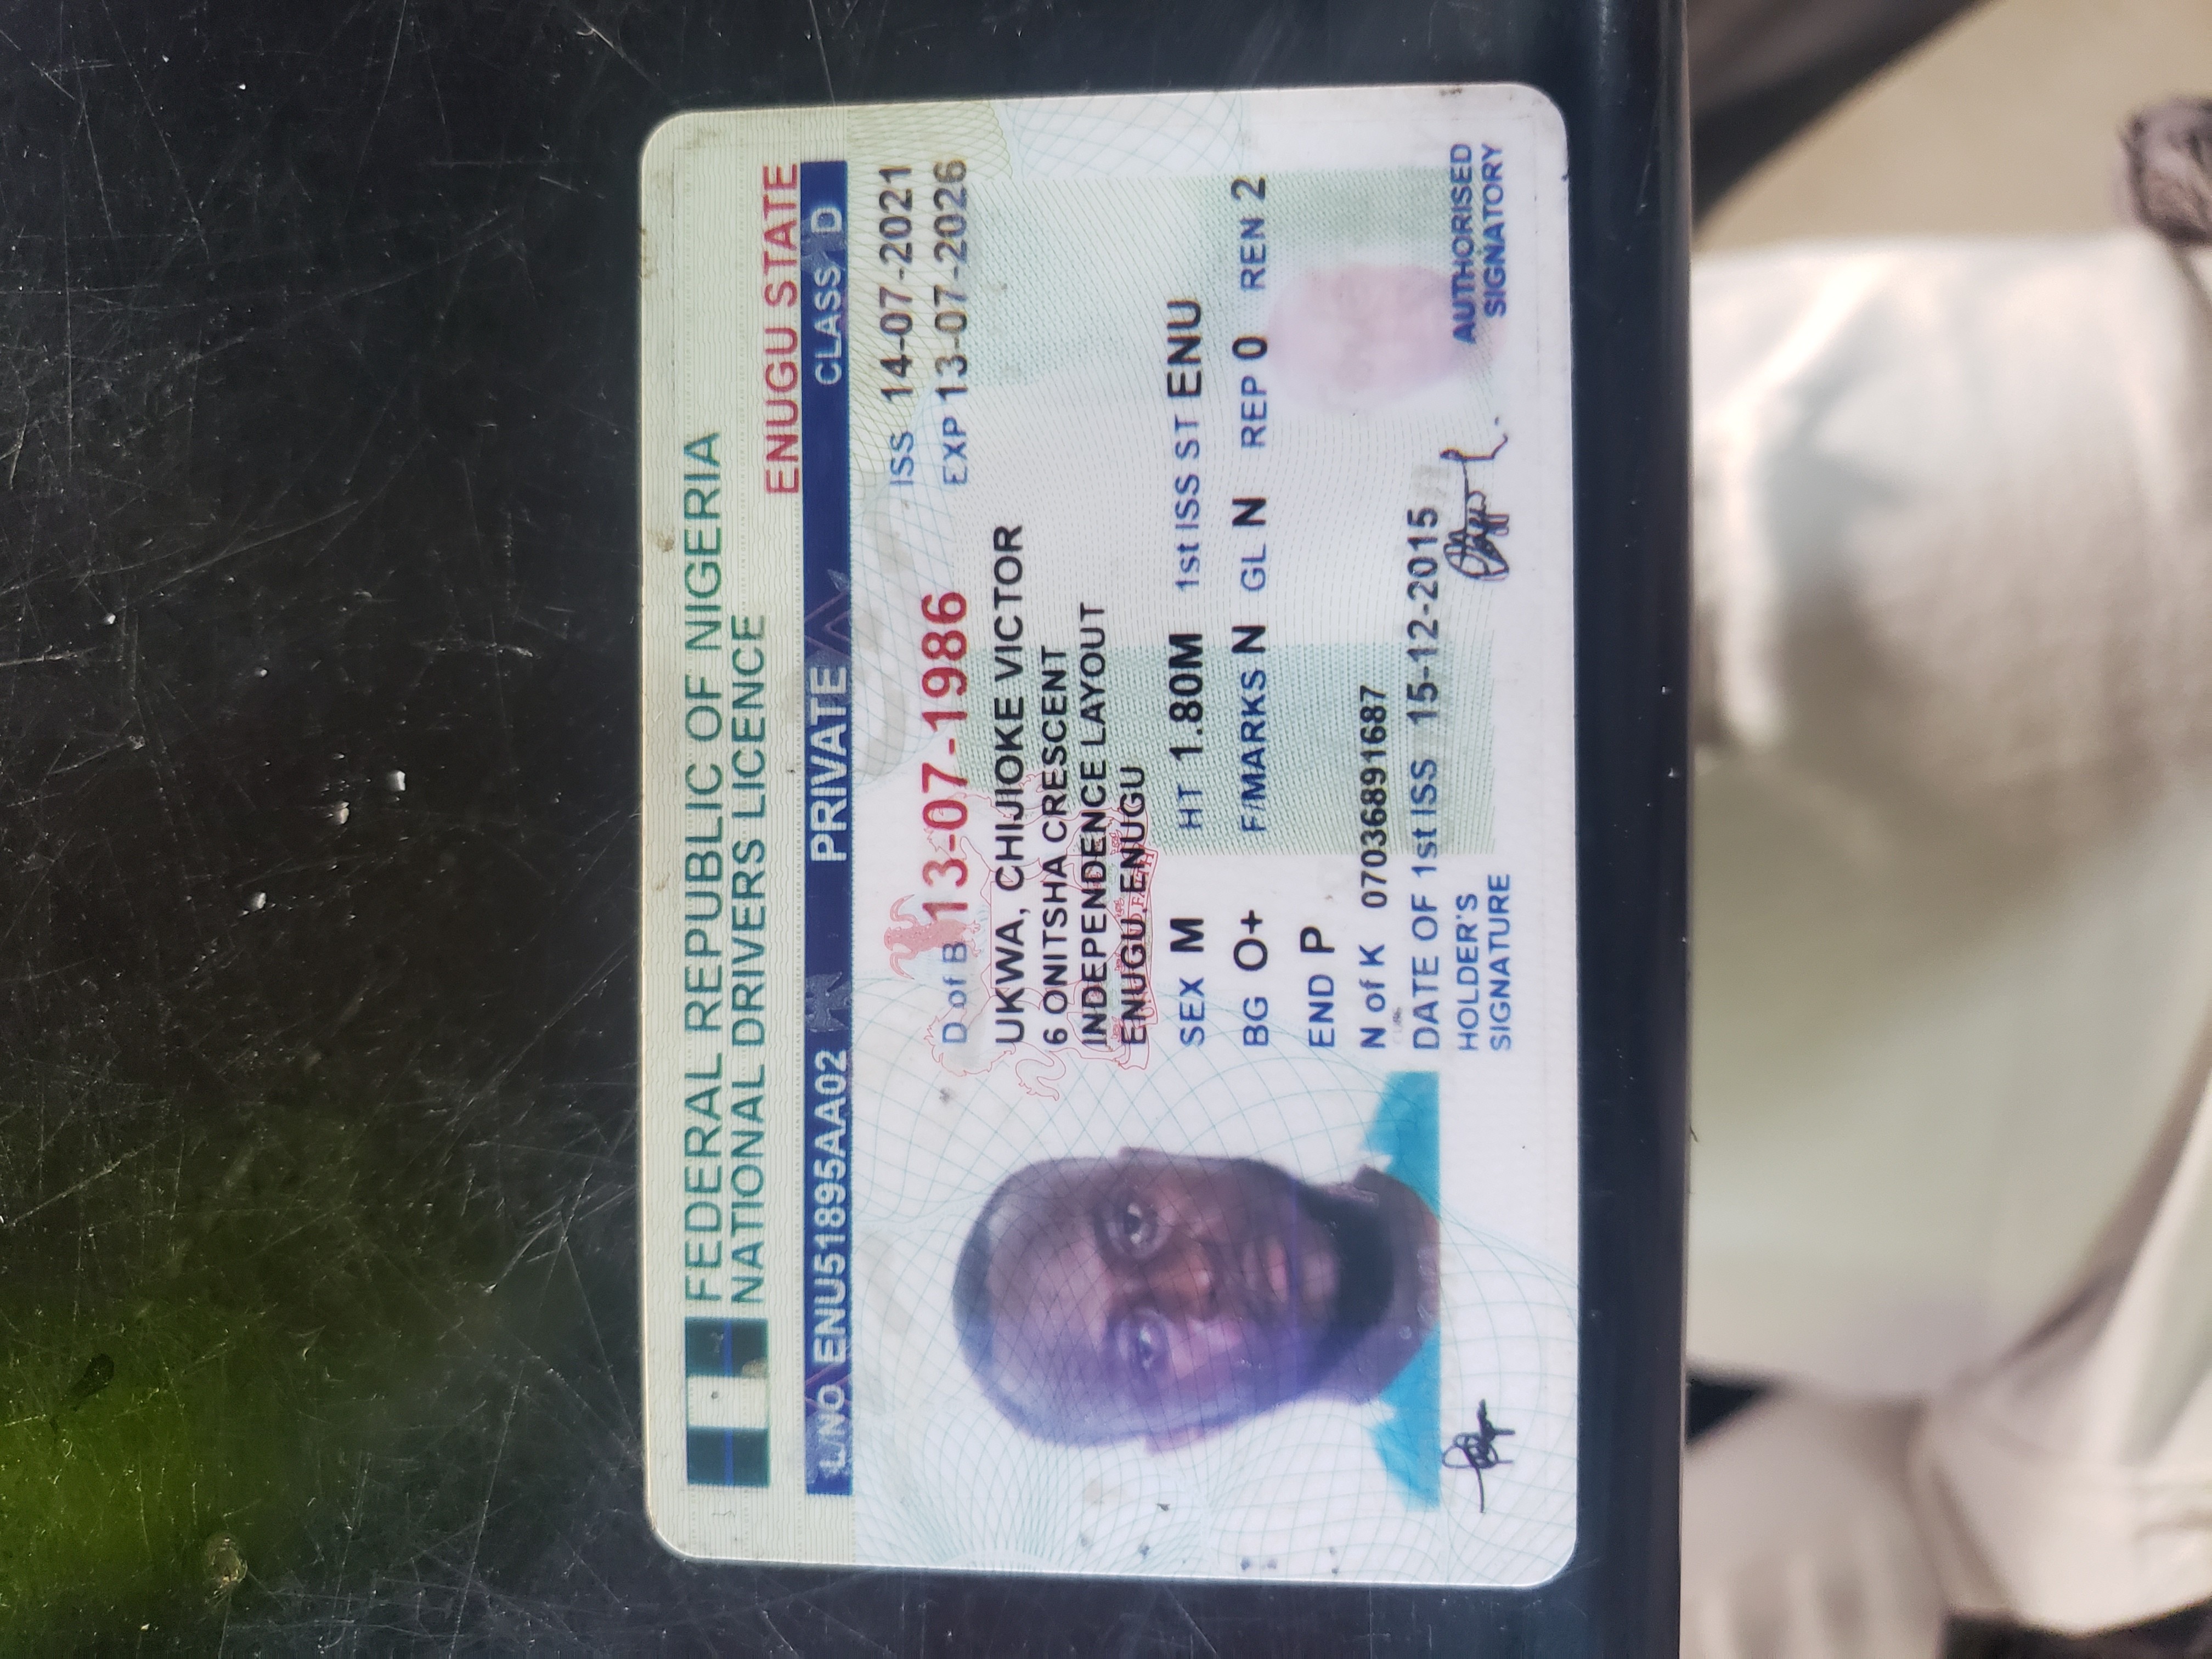 FEDERAL REPUBLIC OF NIGERIA
NATIONAL DRIVERS LICENCE
ENUGU STATE
L/NO ENU51895AA02 PRIVATE CLASS D
ISS 14-07-2021
D of B 13-07-1986 EXP 13-07-2026
UKWA, CHIJIOKE VICTOR
6 ONITSHA CRESCENT
INDEPENDENCE LAYOUT
ENUGU, ENUGU
SEX M HT 1.80M 1st ISS ST ENU
BG O+ F/MARKS N GL N REP 0 REN 2
END P
N of K 07036891687
DATE OF 1st ISS 15-12-2015
HOLDER'S
SIGNATURE
AUTHORISED
SIGNATORY